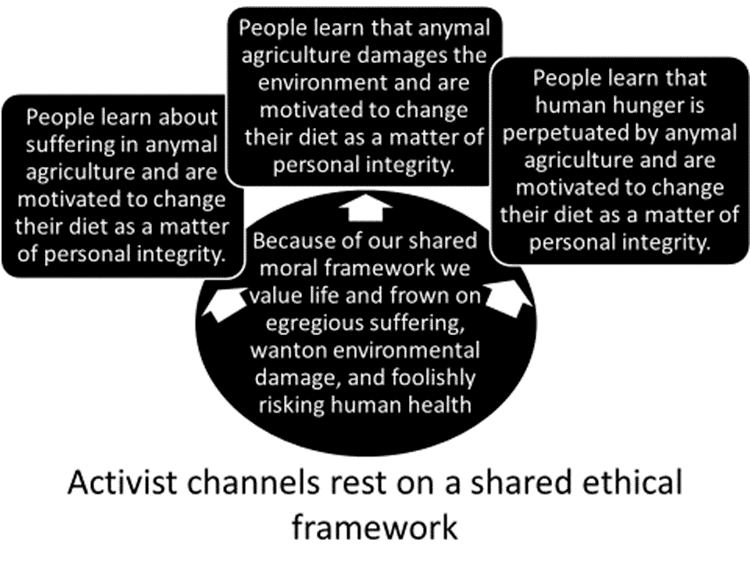 People learn about
suffering in anymal
agriculture and are
motivated to change
their diet as a matter
of personal integrity.
People learn that anymal
agriculture damages the
environment and are
motivated to change
their diet as a matter of
personal integrity.
People learn that
human hunger is
perpetuated by anymal
agriculture and are
motivated to change
their diet as a matter of
personal integrity.
Because of our shared
moral framework we
value life and frown on
egregious suffering,
wanton environmental
damage, and foolishly
risking human health
Activist channels rest on a shared ethical
framework